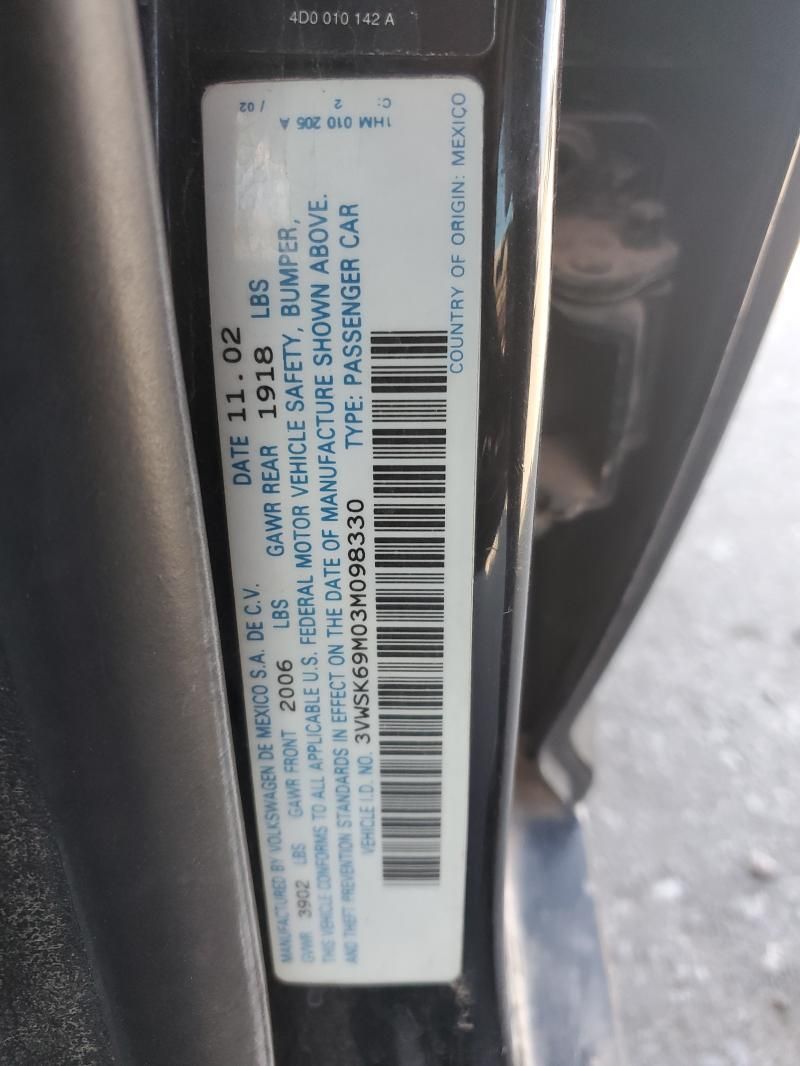 4D0 010 142 A
MANUFACTURED BY VOLKSWAGEN DE MEXICO S.A. DE C.V. DATE 11.02
GVWR 3902 LBS GAWR FRONT 2006 LBS GAWR REAR 1918 LBS
THIS VEHICLE CONFORMS TO ALL APPLICABLE U.S. FEDERAL MOTOR VEHICLE SAFETY, BUMPER,
AND THEFT PREVENTION STANDARDS IN EFFECT ON THE DATE OF MANUFACTURE SHOWN ABOVE.
VEHICLE I.D. NO. 3VWSK69M03M098330 TYPE: PASSENGER CAR
COUNTRY OF ORIGIN: MEXICO
1HM 010 205 A
C: 2 / 02